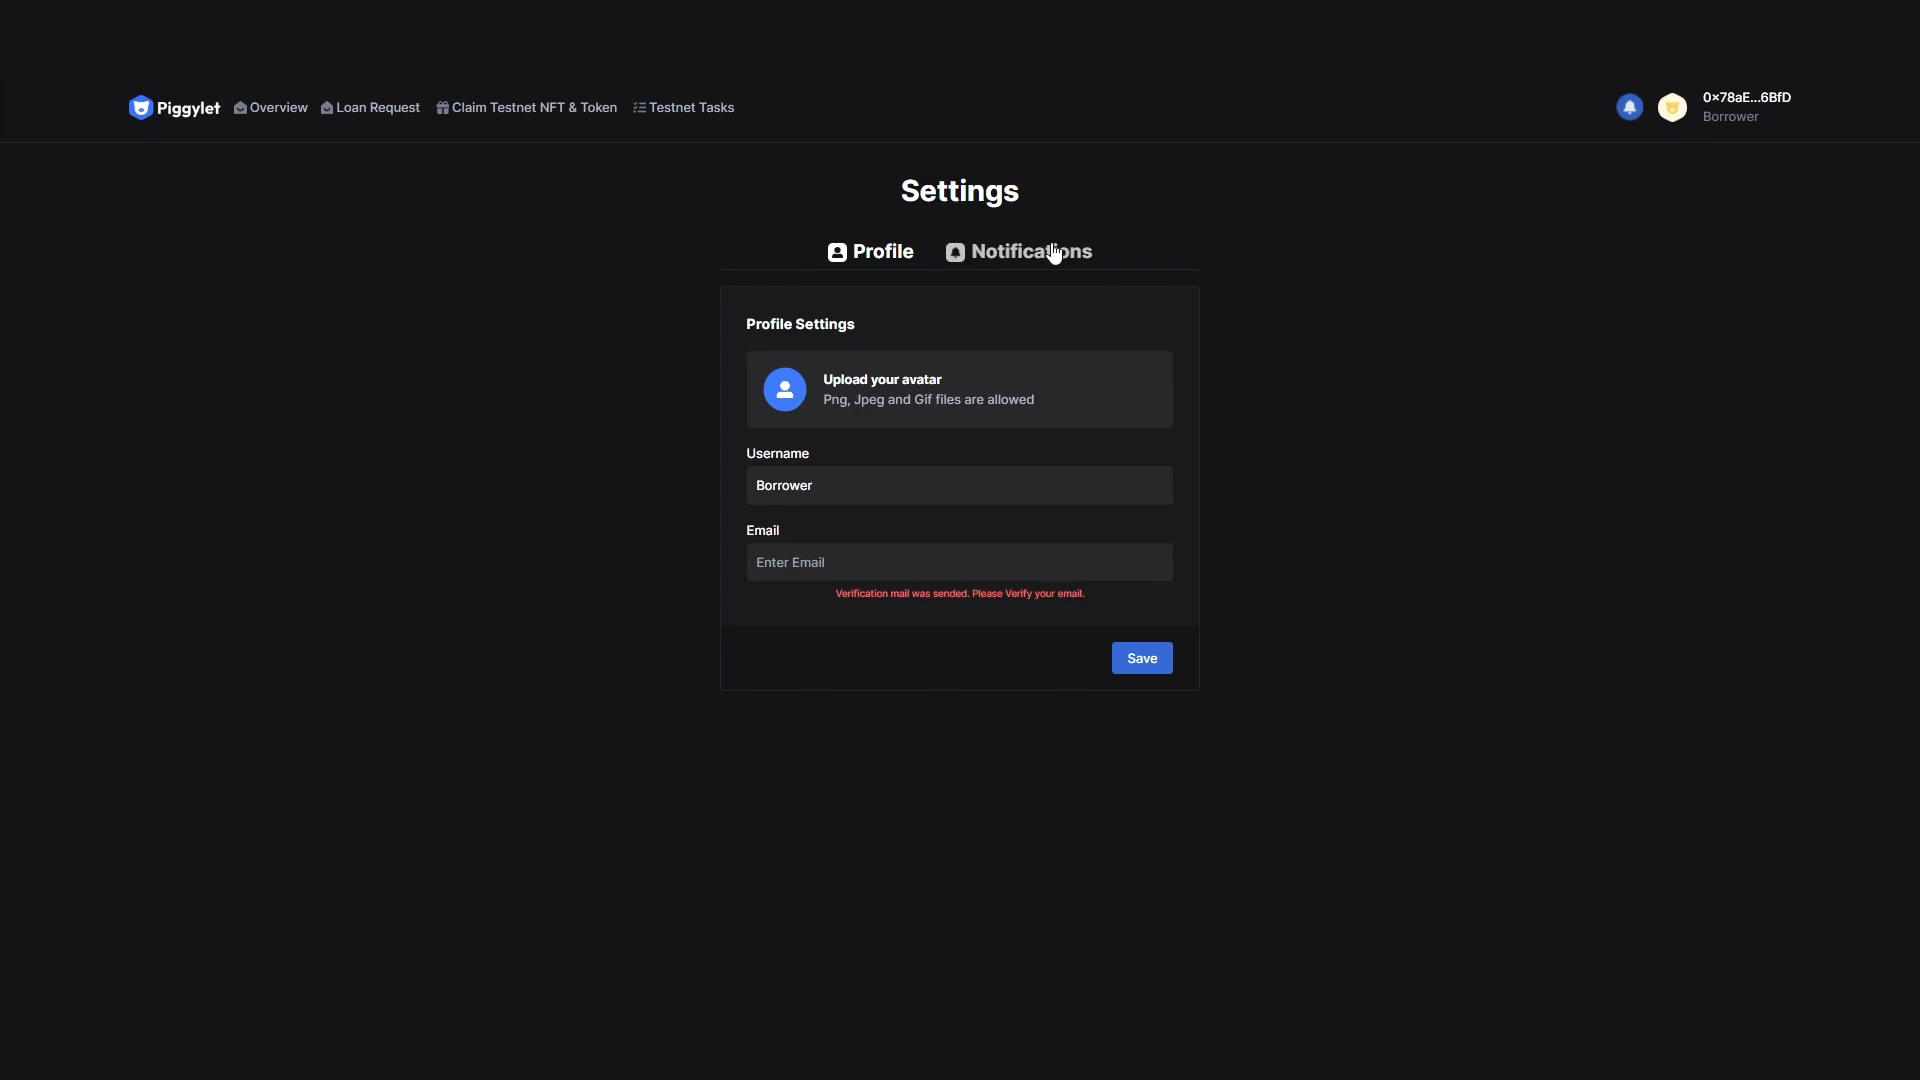 Piggylet Overview Loan Request Claim Testnet NFT & Token Testnet Tasks
0×78aE...6BfD
Borrower
Settings
Profile Notifications
Profile Settings
Upload your avatar
Png, Jpeg and Gif files are allowed
Username
Borrower
Email
Enter Email
Verification mail was sended. Please Verify your email.
Save